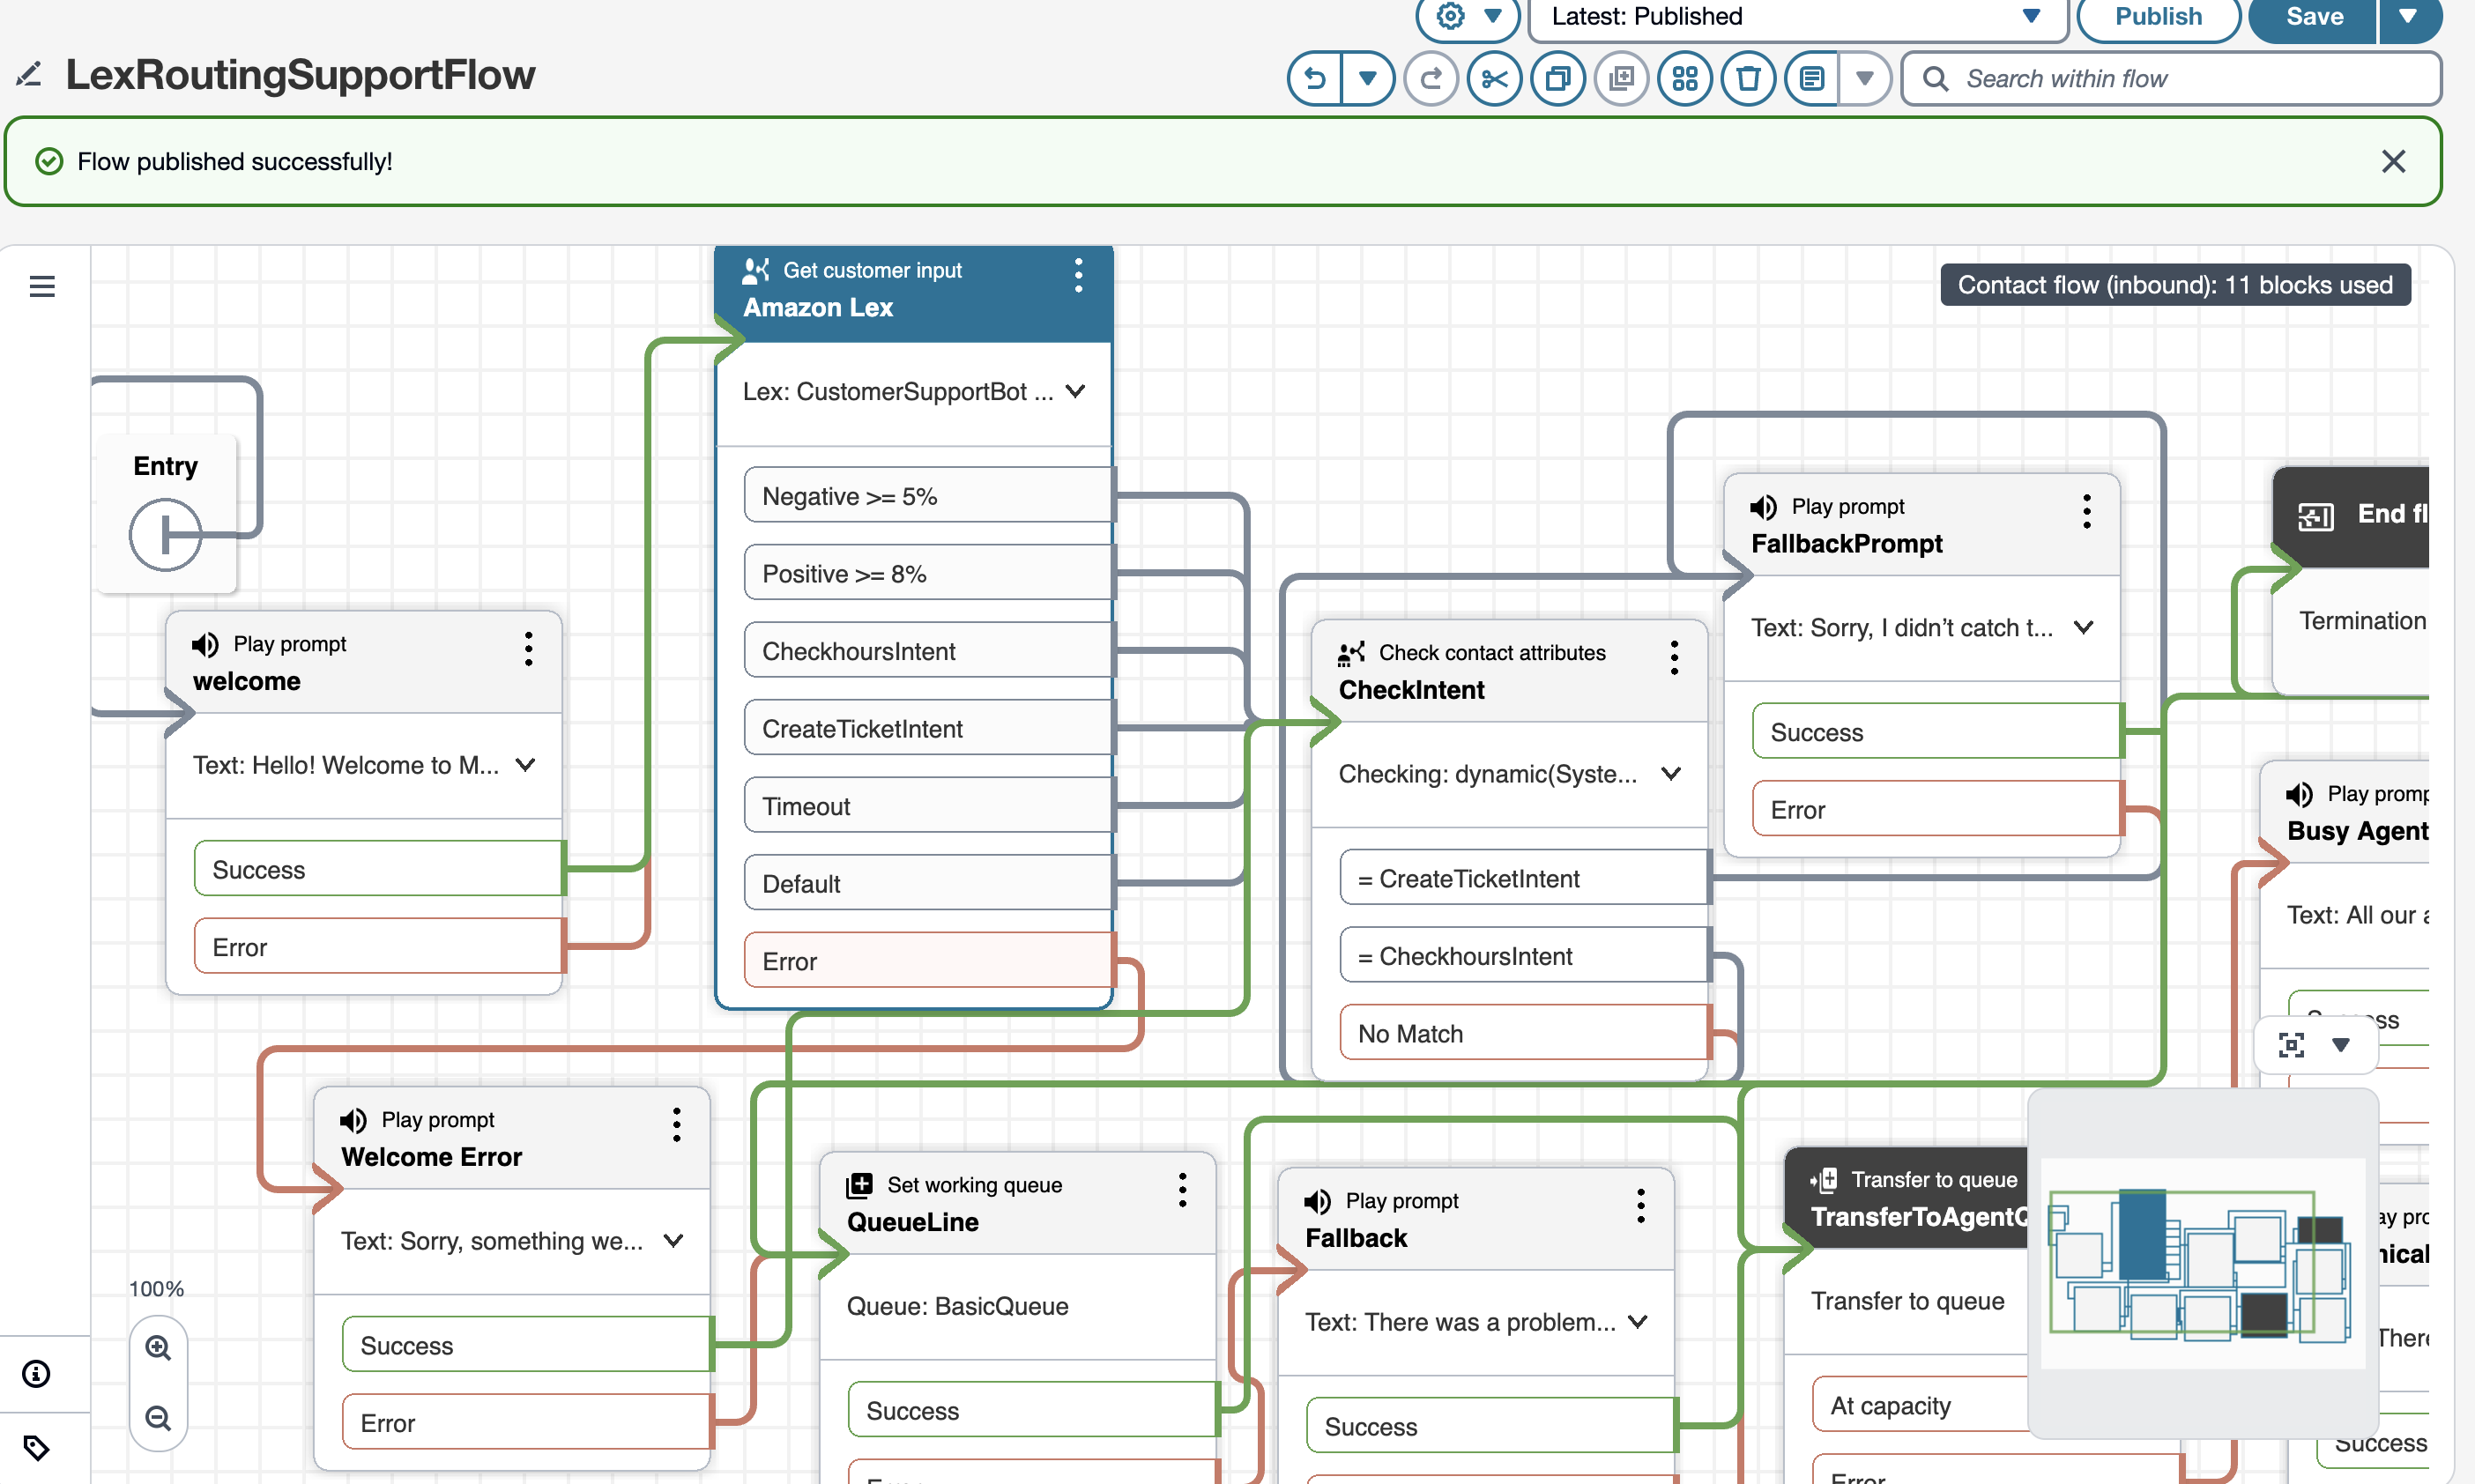 Latest: Published
Publish
Save
LexRoutingSupportFlow
Search within flow
Flow published successfully!
Contact flow (inbound): 11 blocks used
Entry
Play prompt
welcome
Text: Hello! Welcome to M...
Success
Error
Get customer input
Amazon Lex
Lex: CustomerSupportBot ...
Negative >= 5%
Positive >= 8%
CheckhoursIntent
CreateTicketIntent
Timeout
Default
Error
Check contact attributes
CheckIntent
Checking: dynamic(Syste...
= CreateTicketIntent
= CheckhoursIntent
No Match
Play prompt
FallbackPrompt
Text: Sorry, I didn’t catch t...
Success
Error
End fl
Termination
Play promp
Busy Agent
Text: All our a
Play prompt
Welcome Error
Text: Sorry, something we...
Success
Error
Set working queue
QueueLine
Queue: BasicQueue
Success
Play prompt
Fallback
Text: There was a problem...
Success
Transfer to queue
TransferToAgentQ
Transfer to queue
At capacity
Error
ay pro
nical
There
Success
100%